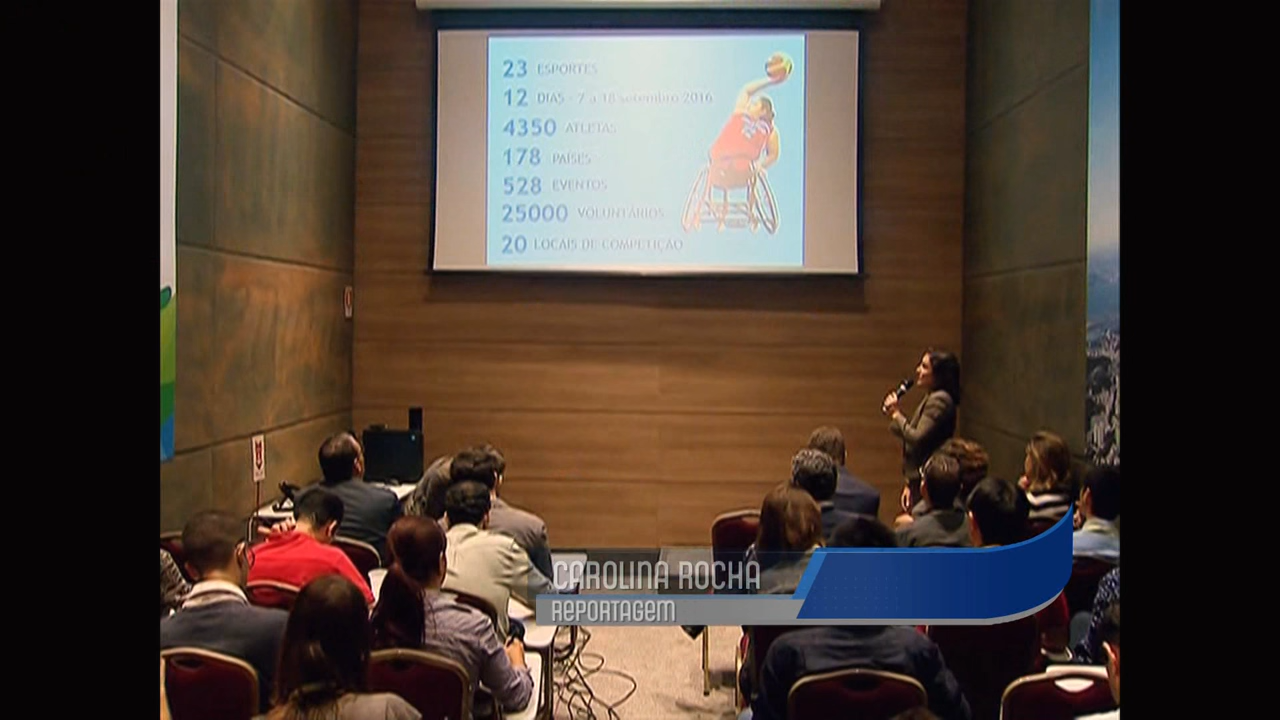 23 ESPORTES
12 DIAS - 7 a 18 setembro 2016
4350 ATLETAS
178 PAÍSES
528 EVENTOS
25000 VOLUNTÁRIOS
20 LOCAIS DE COMPETIÇÃO
CAROLINA ROCHA
REPORTAGEM